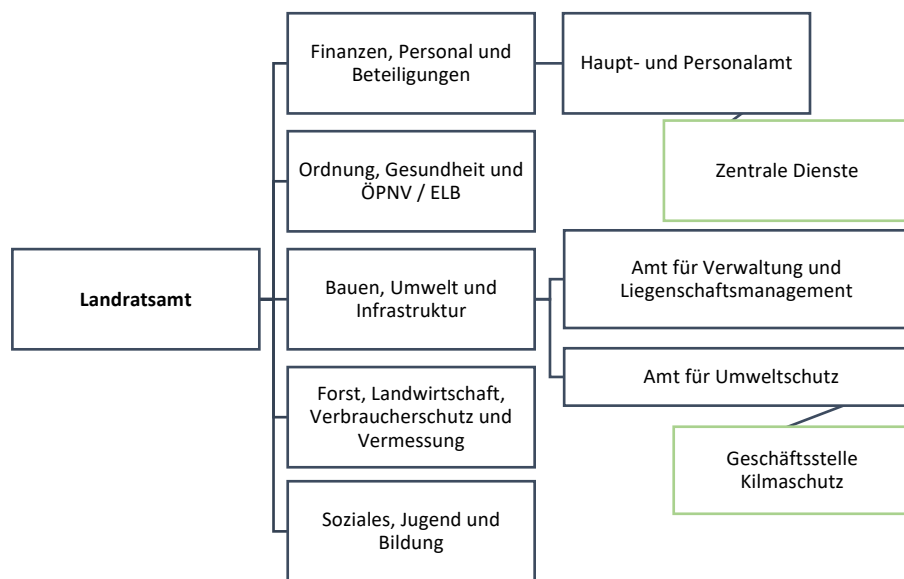 Finanzen, Personal und
Beteiligungen
Haupt- und Personalamt
Zentrale Dienste
Ordnung, Gesundheit und
ÖPNV / ELB
Landratsamt
Bauen, Umwelt und
Infrastruktur
Amt für Verwaltung und
Liegenschaftsmanagement
Amt für Umweltschutz
Geschäftsstelle
Kilmaschutz
Forst, Landwirtschaft,
Verbraucherschutz und
Vermessung
Soziales, Jugend und
Bildung